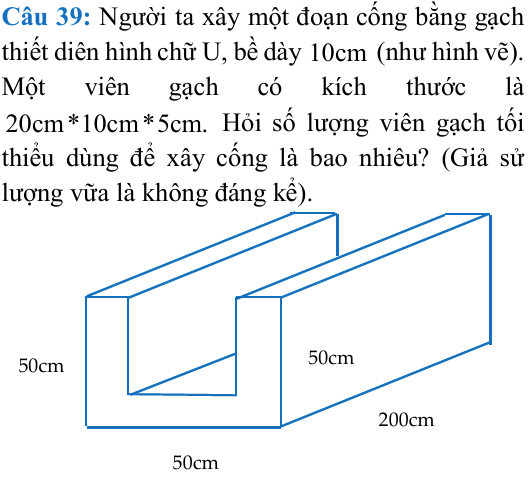 Câu 39: Người ta xây một đoạn cống bằng gạch
thiết diên hình chữ U, bề dày 10cm (như hình vẽ).
Một viên gạch có kích thước là
20cm*10cm*5cm. Hỏi số lượng viên gạch tối
thiểu dùng để xây cống là bao nhiêu? (Giả sử
lượng vữa là không đáng kể).
50cm
50cm
200cm
50cm